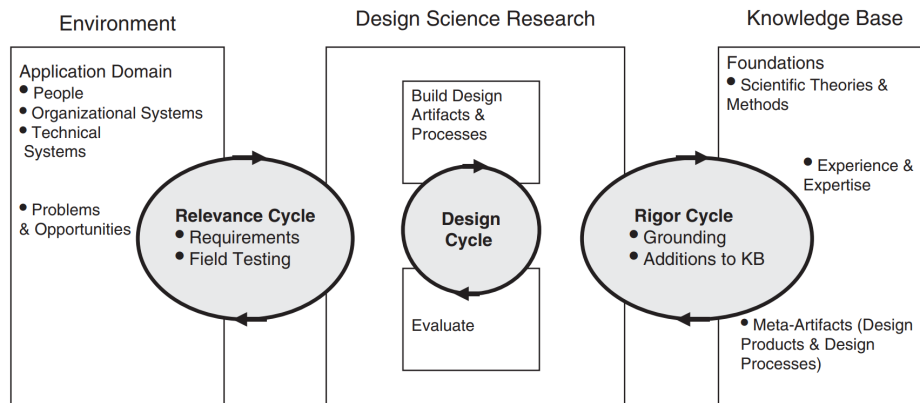 Environment
Design Science Research
Knowledge Base
Application Domain
● People
● Organizational Systems
● Technical
Systems
● Problems
& Opportunities
Relevance Cycle
● Requirements
● Field Testing
Build Design
Artifacts &
Processes
Design
Cycle
Evaluate
Rigor Cycle
● Grounding
● Additions to KB
Foundations
● Scientific Theories &
Methods
● Experience &
Expertise
● Meta-Artifacts (Design
Products & Design
Processes)